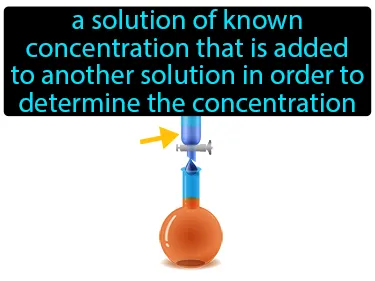 a solution of known
concentration that is added
to another solution in order to
determine the concentration